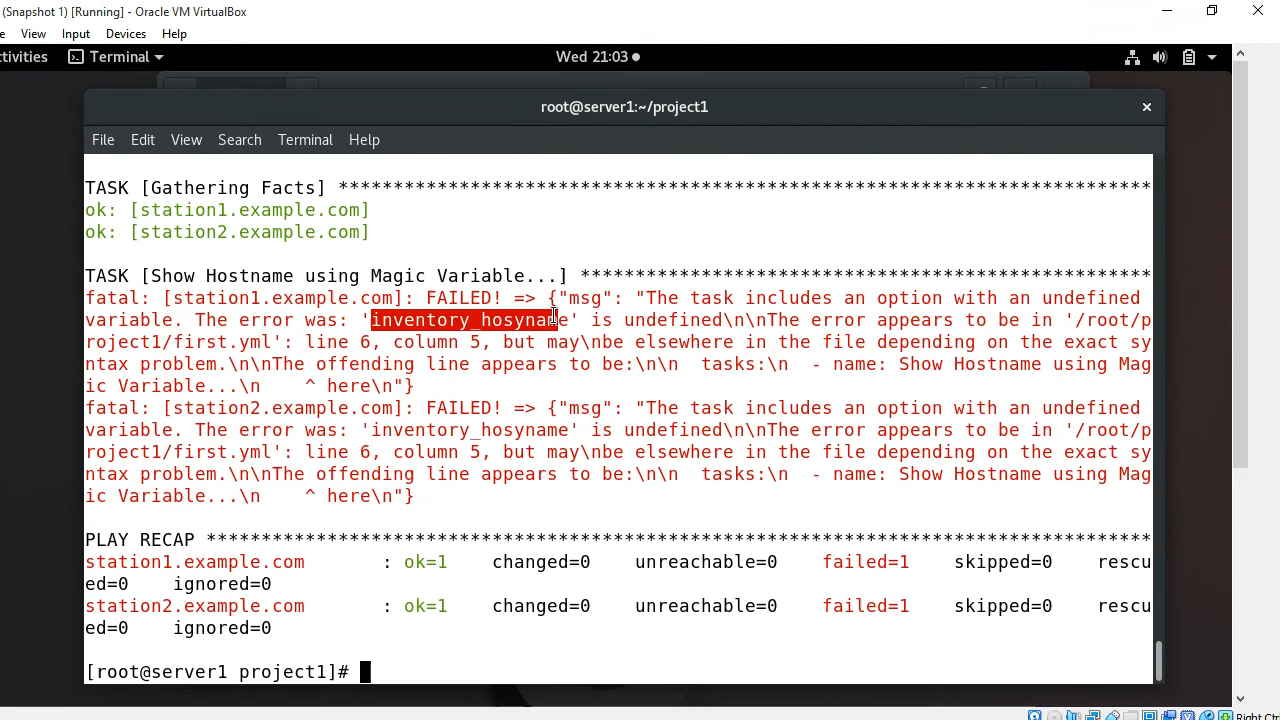 (Snapshot 1) [Running] - Oracle VM VirtualBox
e View Input Devices Help
tivities Terminal Wed 21:03
root@server1:~/project1
File Edit View Search Terminal Help
TASK [Gathering Facts] **************************************************************************
ok: [station1.example.com]
ok: [station2.example.com]
TASK [Show Hostname using Magic Variable...] ****************************************************
fatal: [station1.example.com]: FAILED! => {"msg": "The task includes an option with an undefined
variable. The error was: 'inventory_hosyname' is undefined\n\nThe error appears to be in '/root/p
roject1/first.yml': line 6, column 5, but may\nbe elsewhere in the file depending on the exact sy
ntax problem.\n\nThe offending line appears to be:\n\n  tasks:\n  - name: Show Hostname using Mag
ic Variable...\n    ^ here\n"}
fatal: [station2.example.com]: FAILED! => {"msg": "The task includes an option with an undefined
variable. The error was: 'inventory_hosyname' is undefined\n\nThe error appears to be in '/root/p
roject1/first.yml': line 6, column 5, but may\nbe elsewhere in the file depending on the exact sy
ntax problem.\n\nThe offending line appears to be:\n\n  tasks:\n  - name: Show Hostname using Mag
ic Variable...\n    ^ here\n"}
PLAY RECAP **************************************************************************************
station1.example.com       : ok=1    changed=0    unreachable=0    failed=1    skipped=0    rescu
ed=0    ignored=0
station2.example.com       : ok=1    changed=0    unreachable=0    failed=1    skipped=0    rescu
ed=0    ignored=0
[root@server1 project1]#
Right C